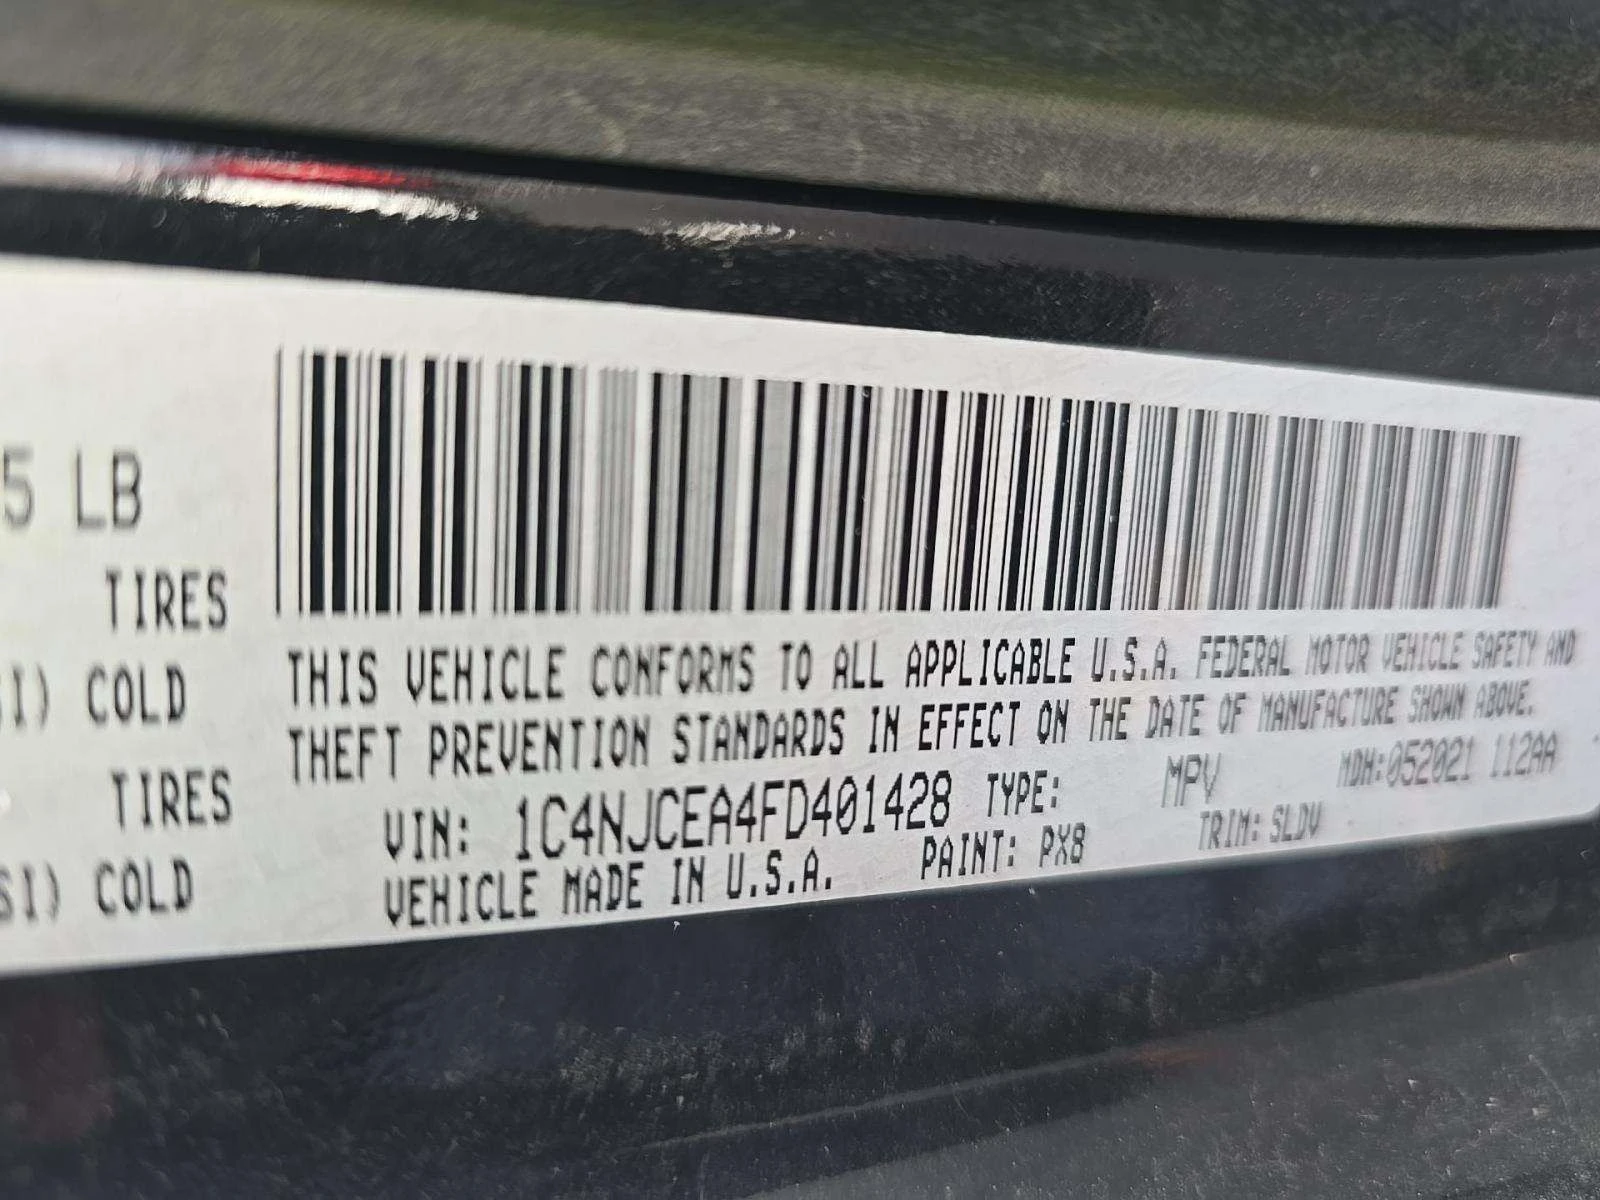 5 LB
TIRES
SI) COLD
TIRES
SI) COLD
THIS VEHICLE CONFORMS TO ALL APPLICABLE U.S.A. FEDERAL MOTOR VEHICLE SAFETY AND
THEFT PREVENTION STANDARDS IN EFFECT ON THE DATE OF MANUFACTURE SHOWN ABOVE.
VIN: 1C4NJCEA4FD401428 TYPE: MPV MDH:052021 112AA
VEHICLE MADE IN U.S.A. PAINT: PX8 TRIM: SLDV